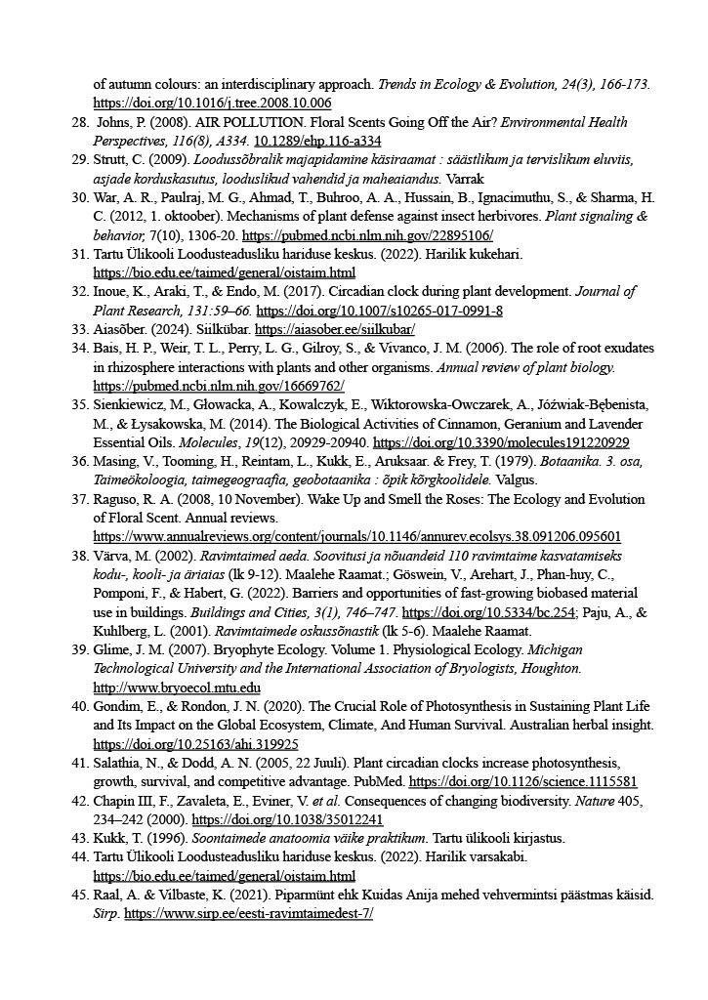 of autumn colours: an interdisciplinary approach. Trends in Ecology & Evolution, 24(3), 166-173.
https://doi.org/10.1016/j.tree.2008.10.006
28. Johns, P. (2008). AIR POLLUTION. Floral Scents Going Off the Air? Environmental Health
Perspectives, 116(8), A334. 10.1289/ehp.116-a334
29. Strutt, C. (2009). Loodussõbralik majapidamine käsiraamat : säästlikum ja tervislikum eluviis,
asjade korduskasutus, looduslikud vahendid ja maheaiandus. Varrak
30. War, A. R., Paulraj, M. G., Ahmad, T., Buhroo, A. A., Hussain, B., Ignacimuthu, S., & Sharma, H.
C. (2012, 1. oktoober). Mechanisms of plant defense against insect herbivores. Plant signaling &
behavior, 7(10), 1306-20. https://pubmed.ncbi.nlm.nih.gov/22895106/
31. Tartu Ülikooli Loodusteadusliku hariduse keskus. (2022). Harilik kukehari.
https://bio.edu.ee/taimed/general/oistaim.html
32. Inoue, K., Araki, T., & Endo, M. (2017). Circadian clock during plant development. Journal of
Plant Research, 131:59–66. https://doi.org/10.1007/s10265-017-0991-8
33. Aiasõber. (2024). Siilkübar. https://aiasober.ee/siilkubar/
34. Bais, H. P., Weir, T. L., Perry, L. G., Gilroy, S., & Vivanco, J. M. (2006). The role of root exudates
in rhizosphere interactions with plants and other organisms. Annual review of plant biology.
https://pubmed.ncbi.nlm.nih.gov/16669762/
35. Sienkiewicz, M., Głowacka, A., Kowalczyk, E., Wiktorowska-Owczarek, A., Jóźwiak-Bębenista,
M., & Łysakowska, M. (2014). The Biological Activities of Cinnamon, Geranium and Lavender
Essential Oils. Molecules, 19(12), 20929-20940. https://doi.org/10.3390/molecules191220929
36. Masing, V., Tooming, H., Reintam, L., Kukk, E., Aruksaar. & Frey, T. (1979). Botaanika. 3. osa,
Taimeökoloogia, taimegeograafia, geobotaanika : õpik kõrgkoolidele. Valgus.
37. Raguso, R. A. (2008, 10 November). Wake Up and Smell the Roses: The Ecology and Evolution
of Floral Scent. Annual reviews.
https://www.annualreviews.org/content/journals/10.1146/annurev.ecolsys.38.091206.095601
38. Värva, M. (2002). Ravimtaimed aeda. Soovitusi ja nõuandeid 110 ravimtaime kasvatamiseks
kodu-, kooli- ja äriaias (lk 9-12). Maalehe Raamat.; Göswein, V., Arehart, J., Phan-huy, C.,
Pomponi, F., & Habert, G. (2022). Barriers and opportunities of fast-growing biobased material
use in buildings. Buildings and Cities, 3(1), 746–747. https://doi.org/10.5334/bc.254; Paju, A., &
Kuhlberg, L. (2001). Ravimtaimede oskussõnastik (lk 5-6). Maalehe Raamat.
39. Glime, J. M. (2007). Bryophyte Ecology. Volume 1. Physiological Ecology. Michigan
Technological University and the International Association of Bryologists, Houghton.
http://www.bryoecol.mtu.edu
40. Gondim, E., & Rondon, J. N. (2020). The Crucial Role of Photosynthesis in Sustaining Plant Life
and Its Impact on the Global Ecosystem, Climate, And Human Survival. Australian herbal insight.
https://doi.org/10.25163/ahi.319925
41. Salathia, N., & Dodd, A. N. (2005, 22 Juuli). Plant circadian clocks increase photosynthesis,
growth, survival, and competitive advantage. PubMed. https://doi.org/10.1126/science.1115581
42. Chapin III, F., Zavaleta, E., Eviner, V. et al. Consequences of changing biodiversity. Nature 405,
234–242 (2000). https://doi.org/10.1038/35012241
43. Kukk, T. (1996). Soontaimede anatoomia väike praktikum. Tartu ülikooli kirjastus.
44. Tartu Ülikooli Loodusteadusliku hariduse keskus. (2022). Harilik varsakabi.
https://bio.edu.ee/taimed/general/oistaim.html
45. Raal, A. & Vilbaste, K. (2021). Piparmünt ehk Kuidas Anija mehed vehvermintsi päästmas käisid.
Sirp. https://www.sirp.ee/eesti-ravimtaimedest-7/